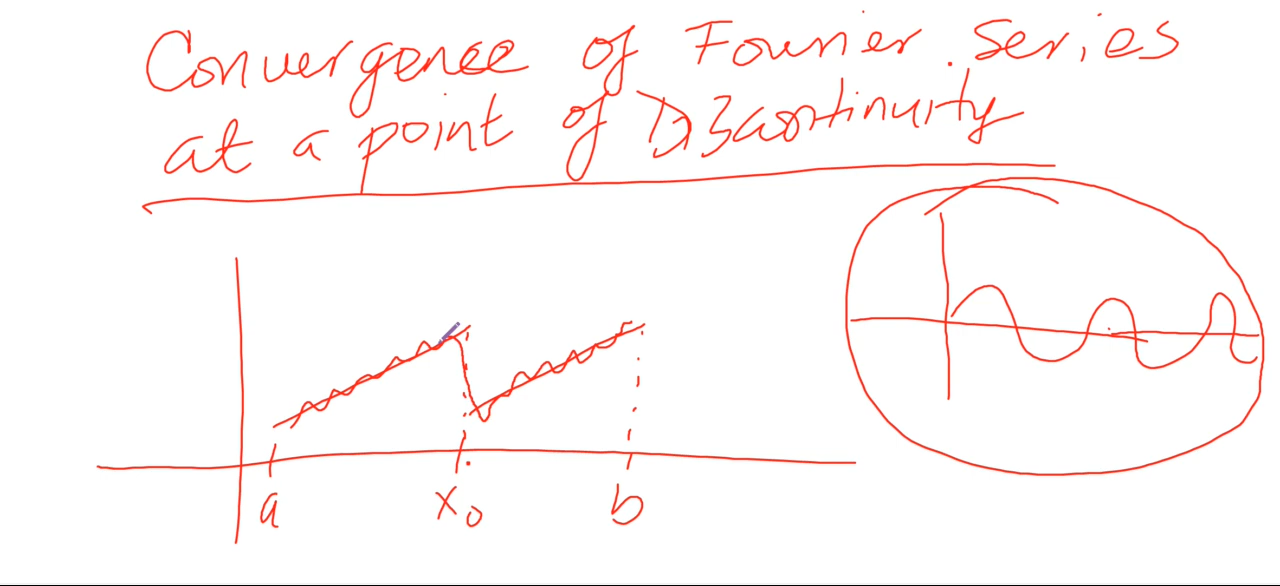 Convergence of Fourier Series
at a point of Discontinuity
a x₀ b